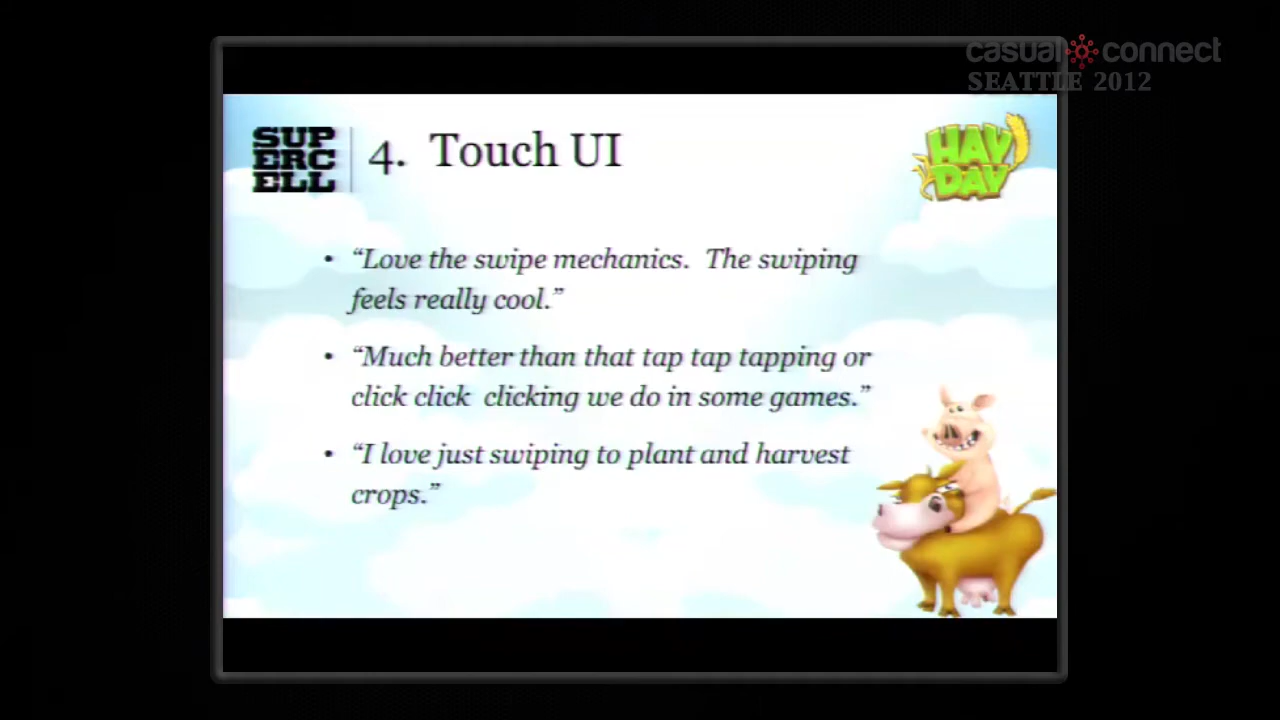 casual connect
SEATTLE 2012
SUP
ERC
ELL
4. Touch UI
HAY
DAY
• “Love the swipe mechanics.  The swiping
feels really cool.”
• “Much better than that tap tap tapping or
click click  clicking we do in some games.”
• “I love just swiping to plant and harvest
crops.”